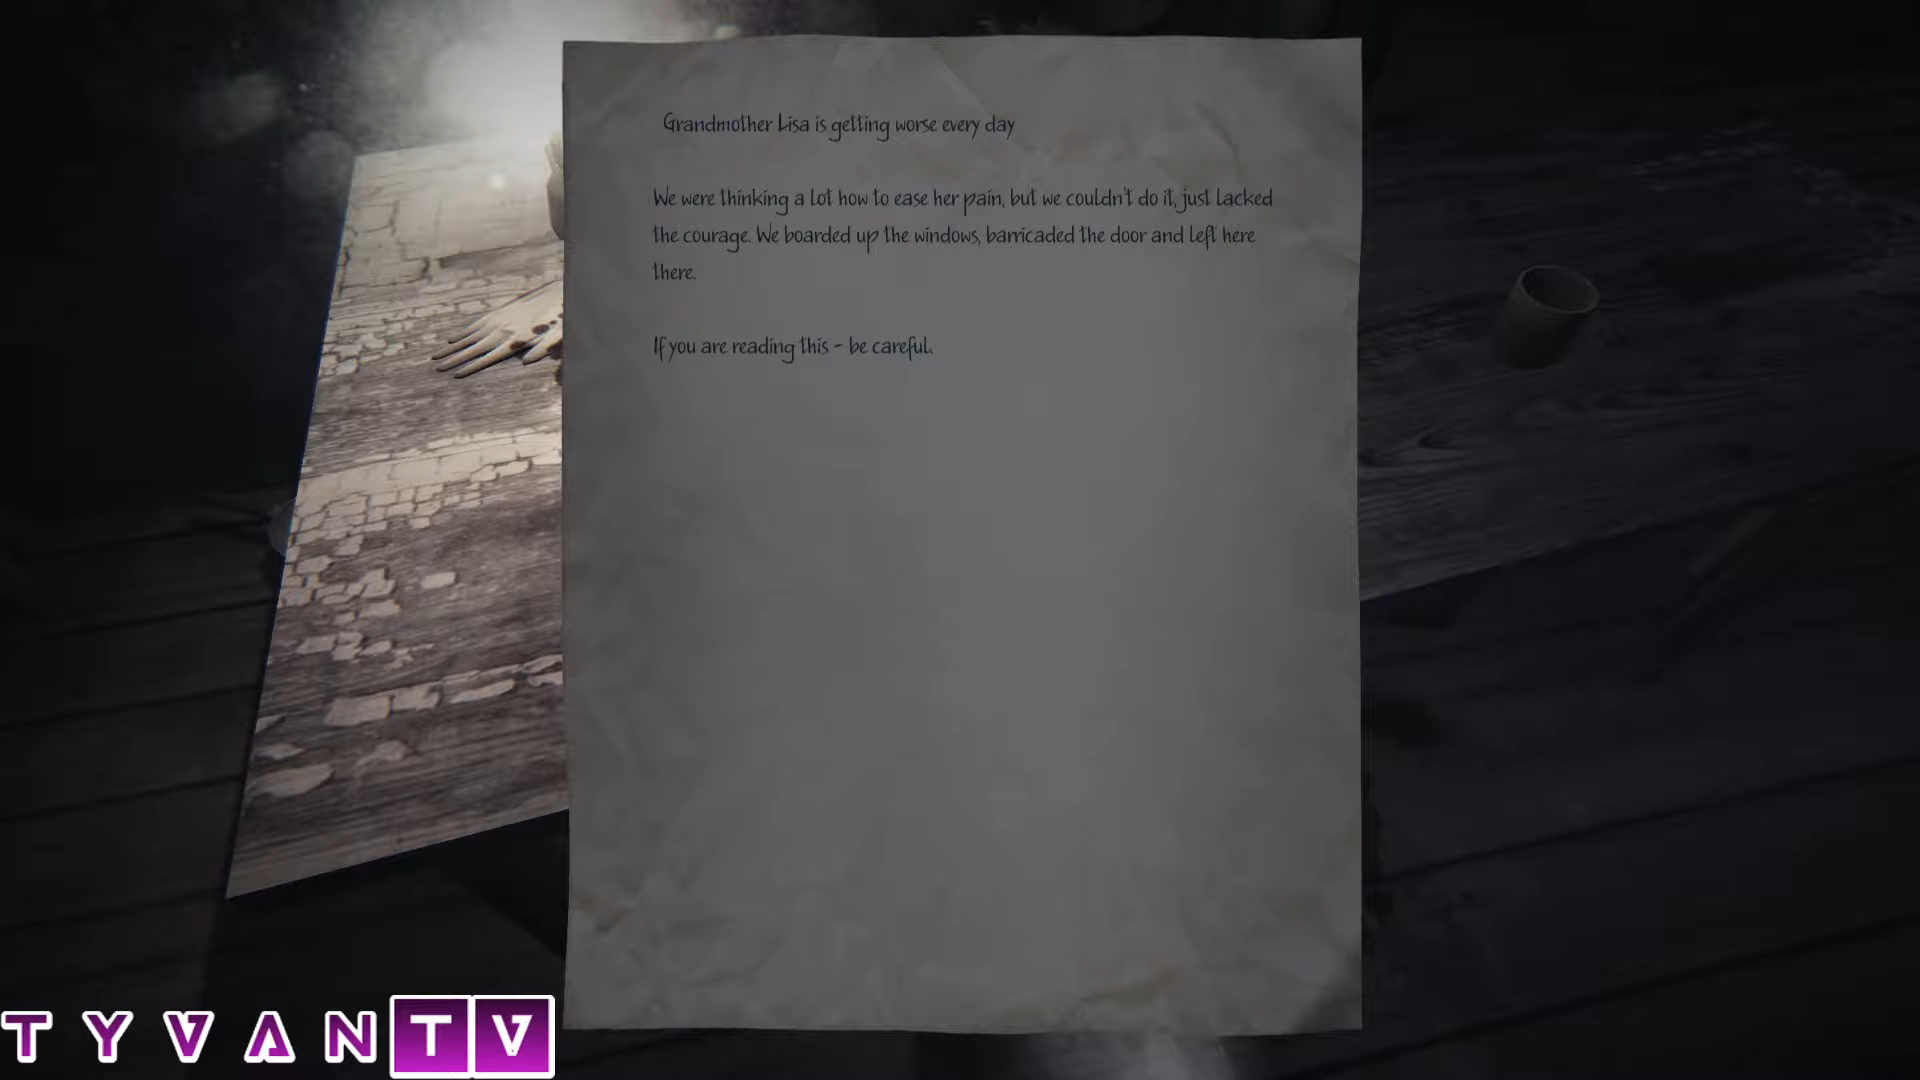 Grandmother Lisa is getting worse every day
We were thinking a lot how to ease her pain, but we couldn't do it, just lacked
the courage. We boarded up the windows, barricaded the door and left here
there.
If you are reading this - be careful.
TYVANTV